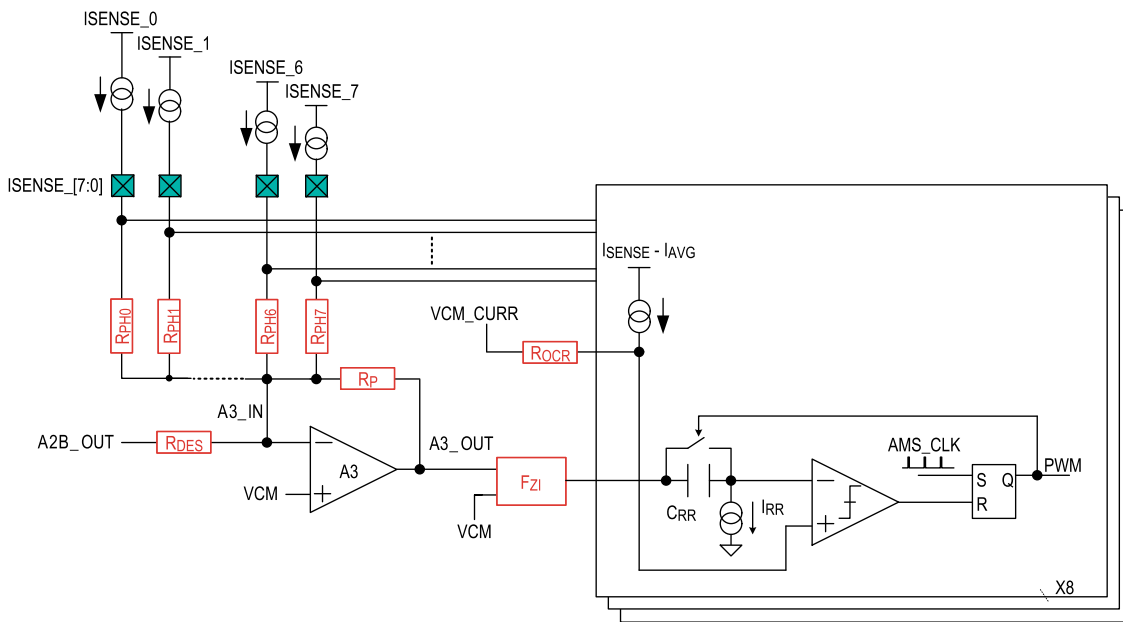 ISENSE_0
ISENSE_1
ISENSE_6
ISENSE_7
ISENSE_[7:0]
ISENSE - IAVG
VCM_CURR
ROCR
RPH0
RPH1
RPH6
RPH7
RP
A3_IN
A2B_OUT
RDES
A3
A3_OUT
VCM
FZI
VCM
CRR
IRR
AMS_CLK
S
Q
R
PWM
X8